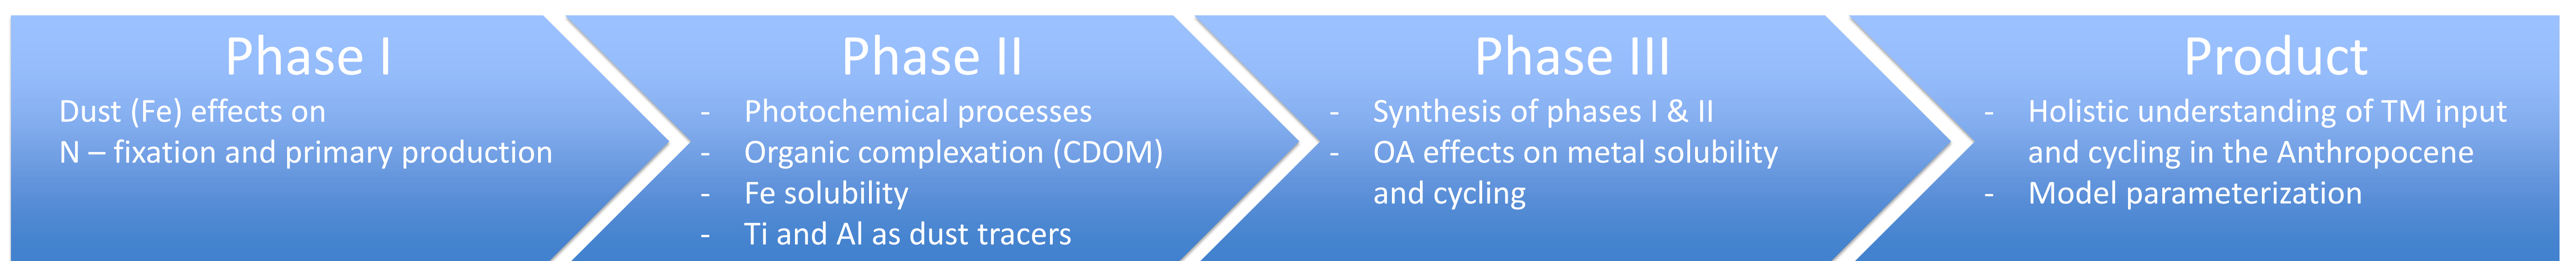 Phase I
Dust (Fe) effects on
N – fixation and primary production
Phase II
- Photochemical processes
- Organic complexation (CDOM)
- Fe solubility
- Ti and Al as dust tracers
Phase III
- Synthesis of phases I & II
- OA effects on metal solubility
and cycling
Product
- Holistic understanding of TM input
and cycling in the Anthropocene
- Model parameterization